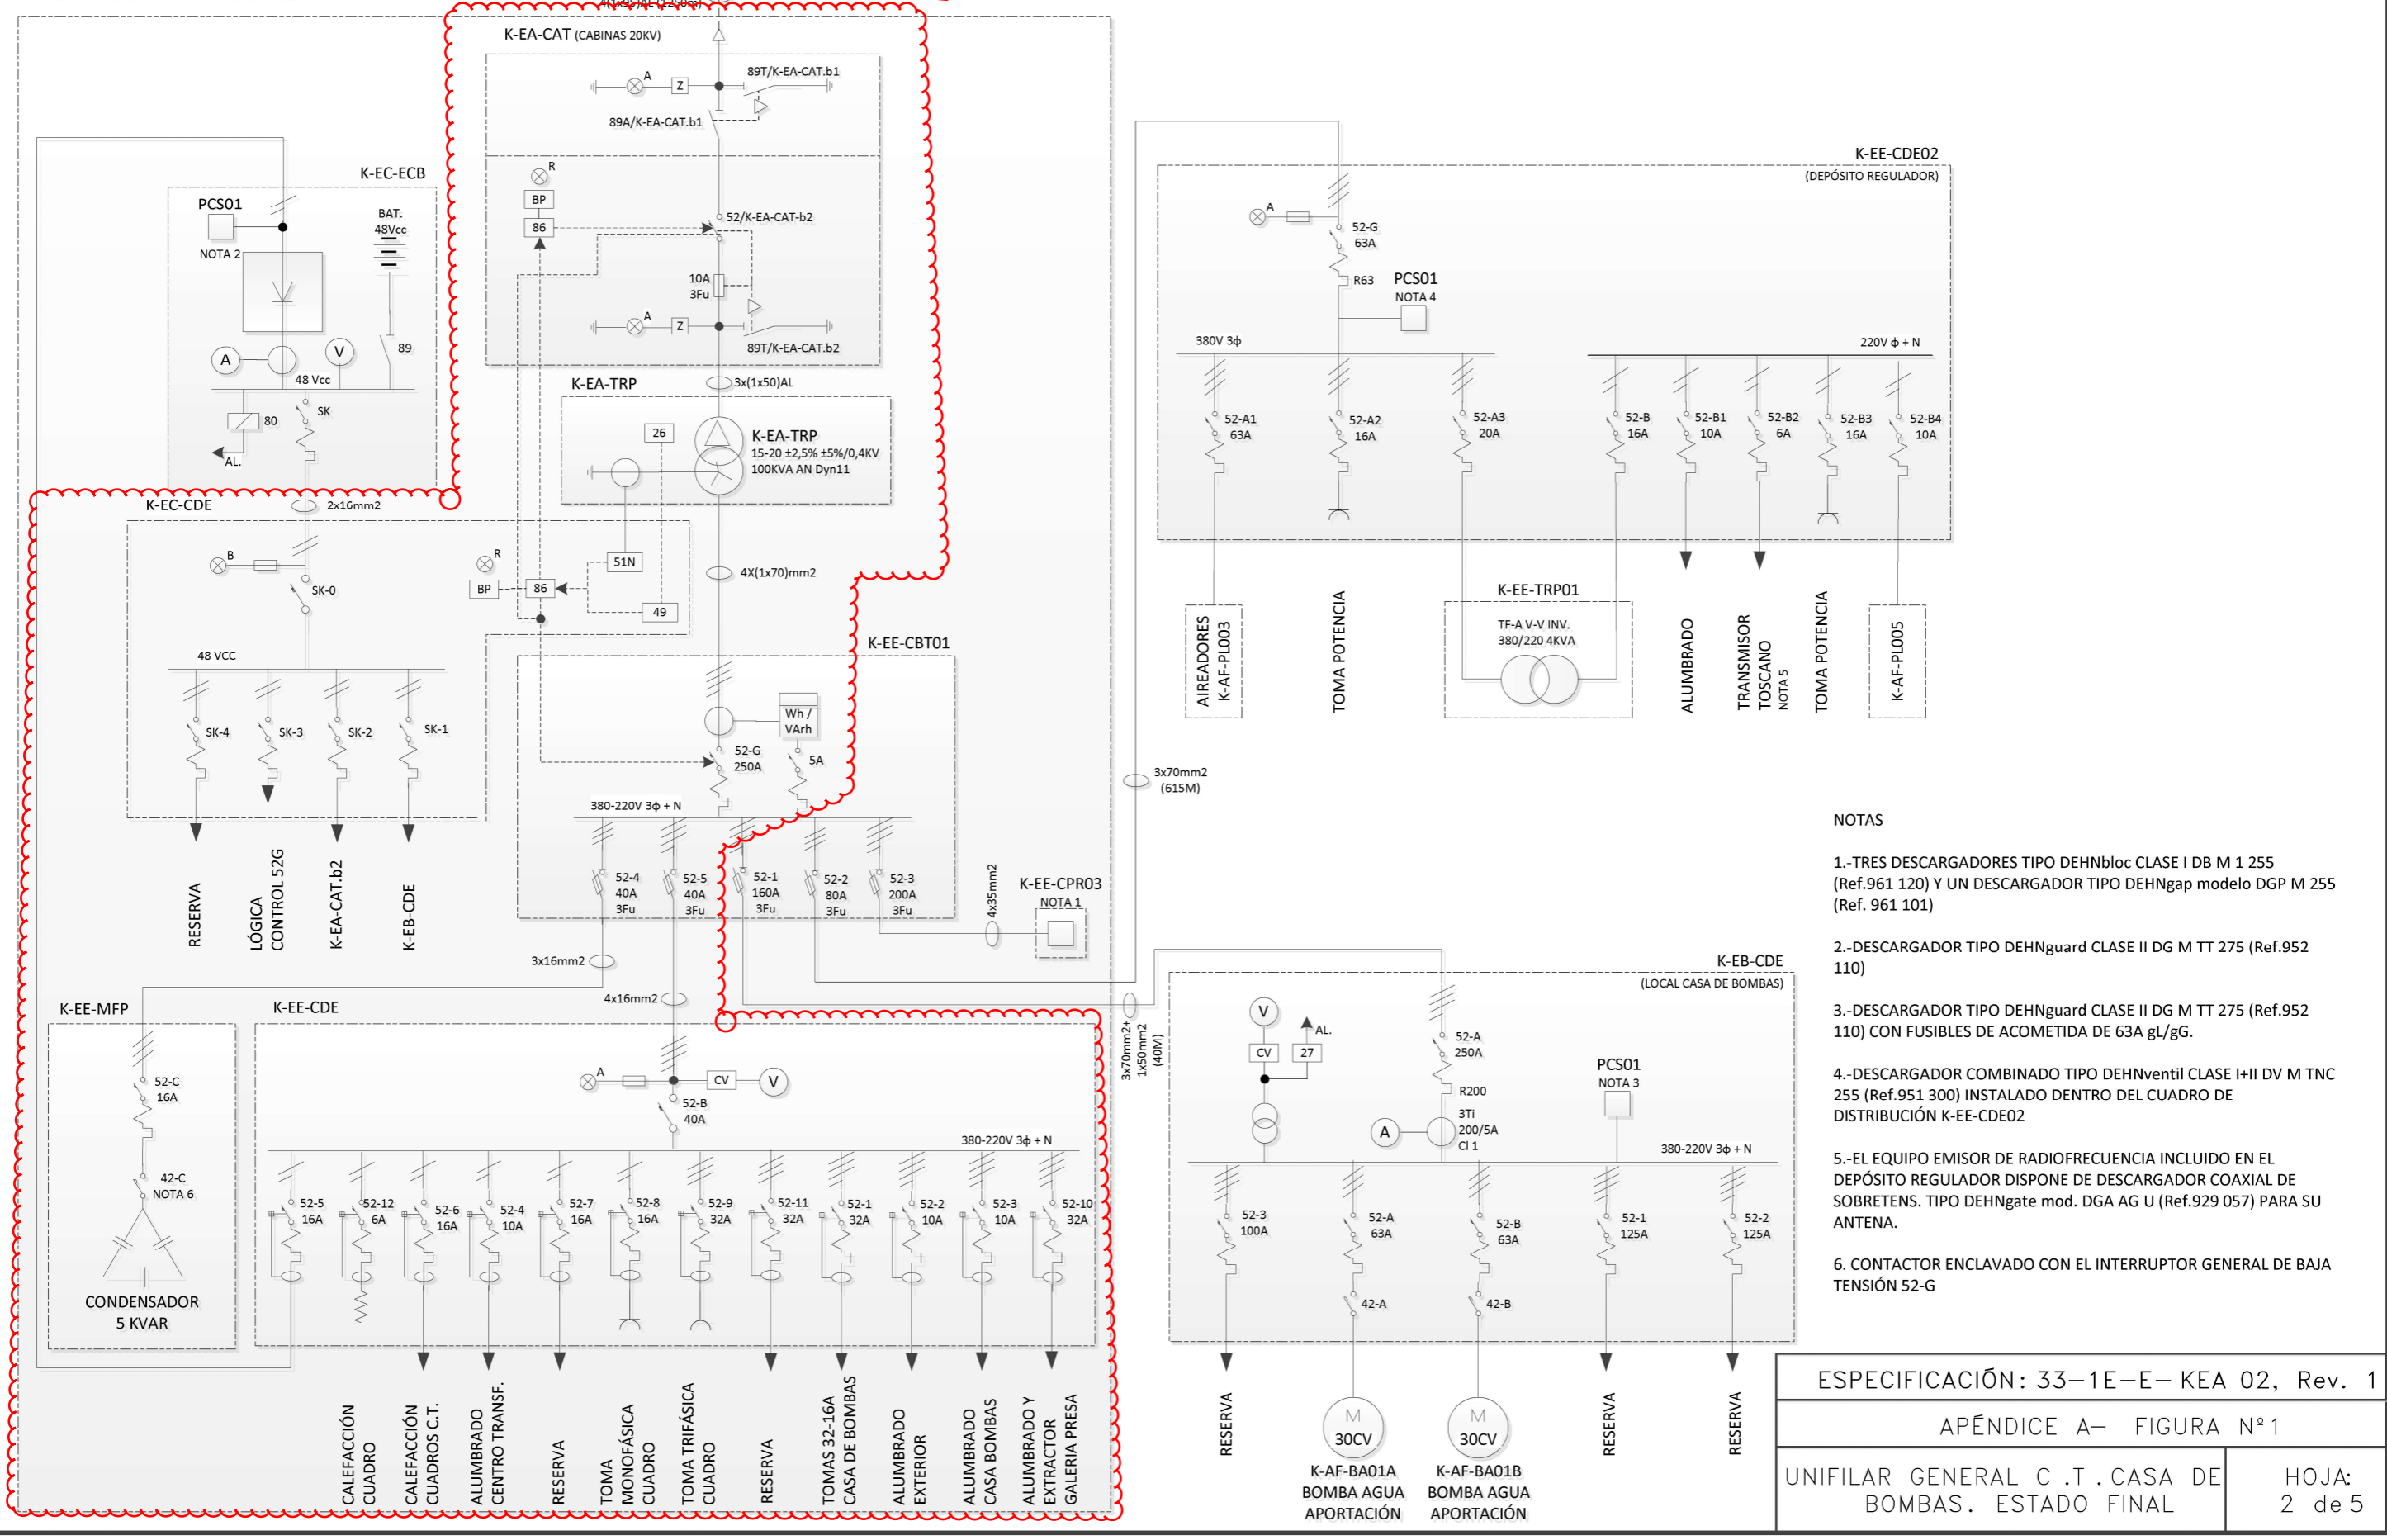 4(1x95)AL (1250m)
K-EA-CAT (CABINAS 20KV)
A
Z
89T/K-EA-CAT.b1
89A/K-EA-CAT.b1
R
BP
86
52/K-EA-CAT-b2
10A
3Fu
A
Z
89T/K-EA-CAT.b2
3x(1x50)AL
K-EA-TRP
26
K-EA-TRP
15-20 ±2,5% ±5%/0,4KV
100KVA AN Dyn11
K-EC-ECB
PCS01
NOTA 2
BAT.
48Vcc
A
V
89
48 Vcc
80
SK
AL.
K-EC-CDE
2x16mm2
B
SK-0
R
BP
86
51N
49
4X(1x70)mm2
48 VCC
SK-4
SK-3
SK-2
SK-1
RESERVA
LÓGICA
CONTROL 52G
K-EA-CAT.b2
K-EB-CDE
K-EE-CBT01
Wh /
VArh
52-G
250A
5A
380-220V 3ϕ + N
52-4
40A
3Fu
52-5
40A
3Fu
52-1
160A
3Fu
52-2
80A
3Fu
52-3
200A
3Fu
4x35mm2
K-EE-CPR03
NOTA 1
3x16mm2
4x16mm2
3x70mm2+
1x50mm2
(40M)
3x70mm2
(615M)
K-EE-MFP
52-C
16A
42-C
NOTA 6
CONDENSADOR
5 KVAR
K-EE-CDE
A
CV
V
52-B
40A
380-220V 3ϕ + N
52-5
16A
52-12
6A
52-6
16A
52-4
10A
52-7
16A
52-8
16A
52-9
32A
52-11
32A
52-1
32A
52-2
10A
52-3
10A
52-10
32A
CALEFACCIÓN
CUADRO
CALEFACCIÓN
CUADROS C.T.
ALUMBRADO
CENTRO TRANSF.
RESERVA
TOMA
MONOFÁSICA
CUADRO
TOMA TRIFÁSICA
CUADRO
RESERVA
TOMAS 32-16A
CASA DE BOMBAS
ALUMBRADO
EXTERIOR
ALUMBRADO
CASA BOMBAS
ALUMBRADO Y
EXTRACTOR
GALERIA PRESA
K-EE-CDE02
(DEPÓSITO REGULADOR)
A
52-G
63A
R63
PCS01
NOTA 4
380V 3ϕ
220V ϕ + N
52-A1
63A
52-A2
16A
52-A3
20A
52-B
16A
52-B1
10A
52-B2
6A
52-B3
16A
52-B4
10A
AIREADORES
K-AF-PL003
TOMA POTENCIA
K-EE-TRP01
TF-A V-V INV.
380/220 4KVA
ALUMBRADO
TRANSMISOR
TOSCANO
NOTA 5
TOMA POTENCIA
K-AF-PL005
K-EB-CDE
(LOCAL CASA DE BOMBAS)
V
CV
27
AL.
52-A
250A
R200
A
3Ti
200/5A
Cl 1
PCS01
NOTA 3
380-220V 3ϕ + N
52-3
100A
52-A
63A
52-B
63A
52-1
125A
52-2
125A
42-A
42-B
RESERVA
M
30CV
K-AF-BA01A
BOMBA AGUA
APORTACIÓN
M
30CV
K-AF-BA01B
BOMBA AGUA
APORTACIÓN
RESERVA
RESERVA
NOTAS
1.-TRES DESCARGADORES TIPO DEHNbloc CLASE I DB M 1 255
(Ref.961 120) Y UN DESCARGADOR TIPO DEHNgap modelo DGP M 255
(Ref. 961 101)
2.-DESCARGADOR TIPO DEHNguard CLASE II DG M TT 275 (Ref.952
110)
3.-DESCARGADOR TIPO DEHNguard CLASE II DG M TT 275 (Ref.952
110) CON FUSIBLES DE ACOMETIDA DE 63A gL/gG.
4.-DESCARGADOR COMBINADO TIPO DEHNventil CLASE I+II DV M TNC
255 (Ref.951 300) INSTALADO DENTRO DEL CUADRO DE
DISTRIBUCIÓN K-EE-CDE02
5.-EL EQUIPO EMISOR DE RADIOFRECUENCIA INCLUIDO EN EL
DEPÓSITO REGULADOR DISPONE DE DESCARGADOR COAXIAL DE
SOBRETENS. TIPO DEHNgate mod. DGA AG U (Ref.929 057) PARA SU
ANTENA.
6. CONTACTOR ENCLAVADO CON EL INTERRUPTOR GENERAL DE BAJA
TENSIÓN 52-G
ESPECIFICACIÓN: 33-1E-E-KEA 02, Rev. 1
APÉNDICE A- FIGURA Nº1
UNIFILAR GENERAL C.T.CASA DE
BOMBAS. ESTADO FINAL
HOJA:
2 de 5